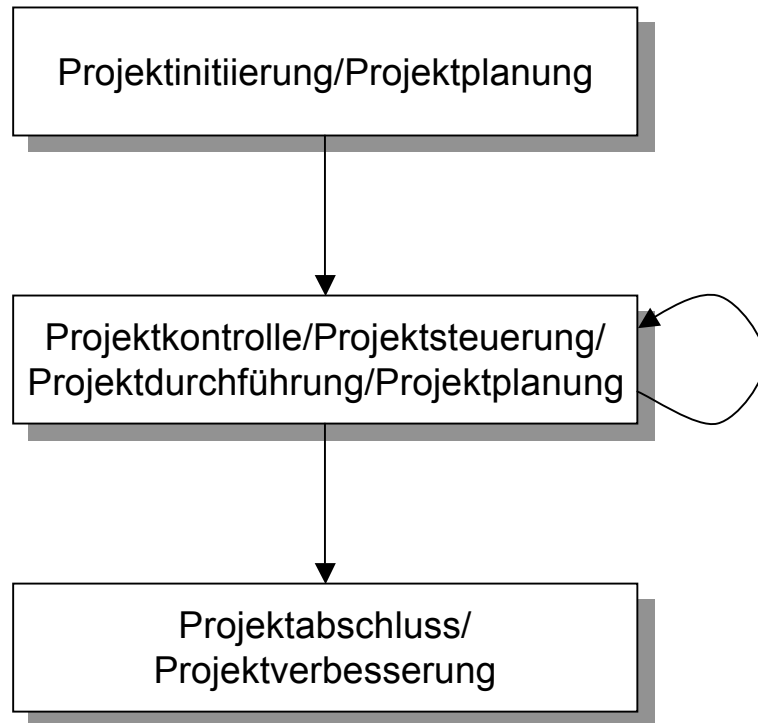 Projektinitiierung/Projektplanung
Projektkontrolle/Projektsteuerung/
Projektdurchführung/Projektplanung
Projektabschluss/
Projektverbesserung